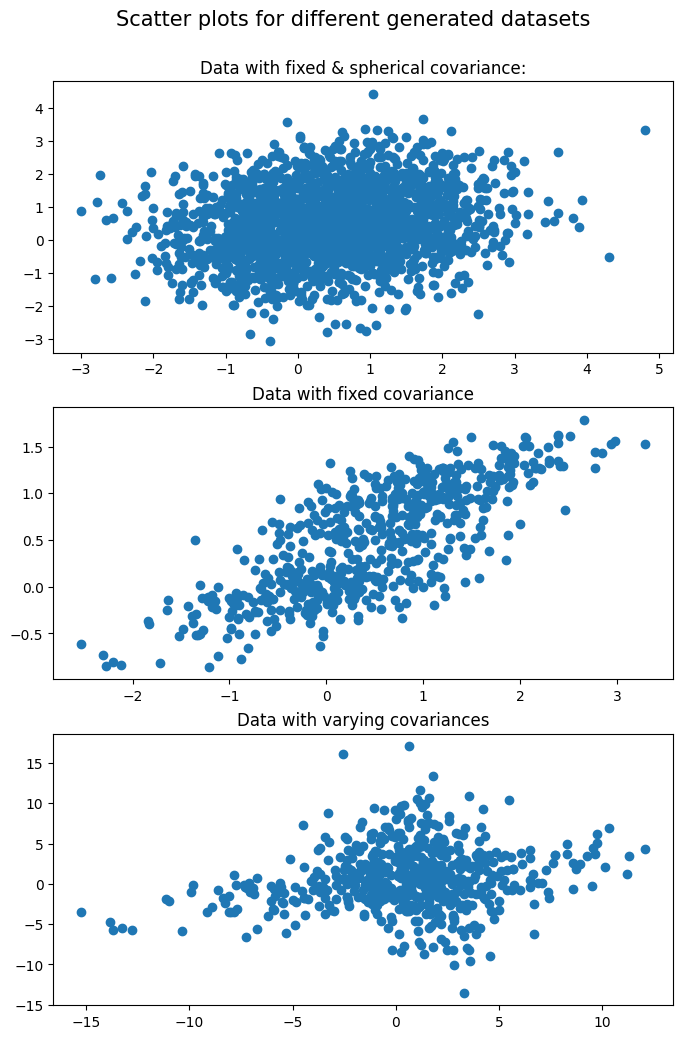 Scatter plots for different generated datasets
Data with fixed & spherical covariance:
4
3
2
1
0
−1
−2
−3
−3 −2 −1 0 1 2 3 4 5
Data with fixed covariance
1.5
1.0
0.5
0.0
−0.5
−2 −1 0 1 2 3
Data with varying covariances
15
10
5
0
−5
−10
−15
−15 −10 −5 0 5 10